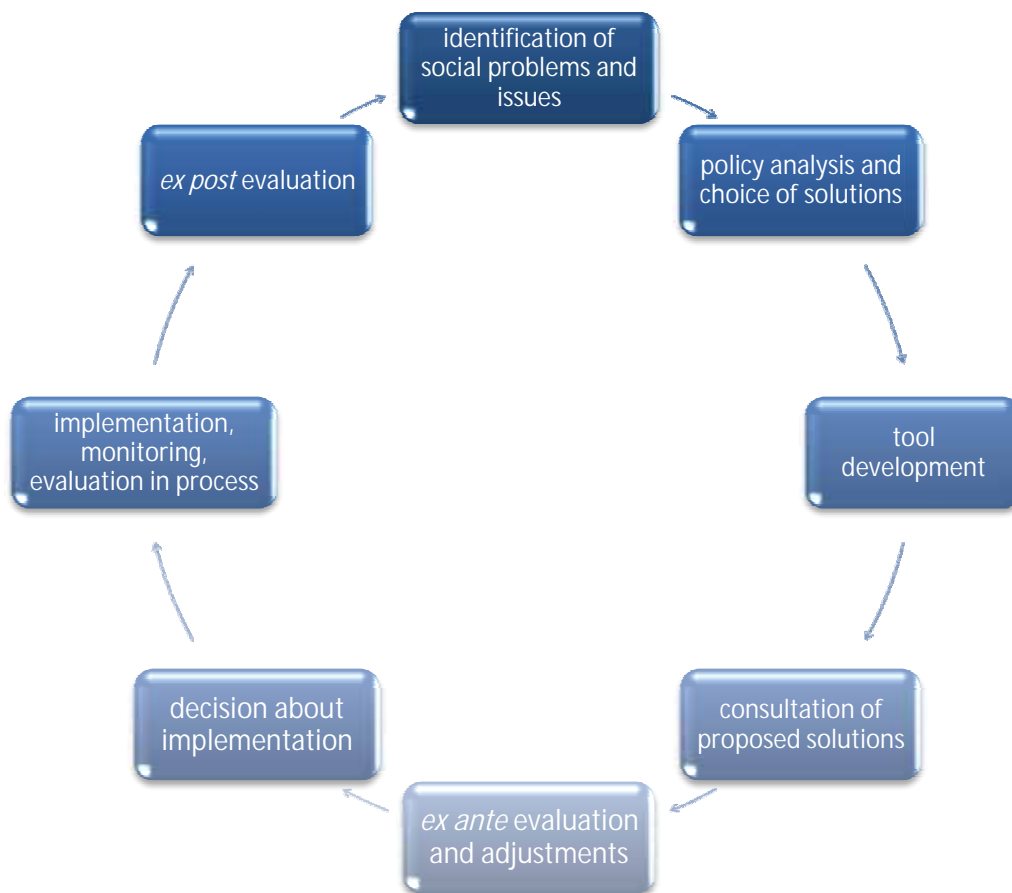 identification of
social problems and
issues
policy analysis and
choice of solutions
tool
development
consultation of
proposed solutions
ex ante evaluation
and adjustments
decision about
implementation
implementation,
monitoring,
evaluation in process
ex post evaluation